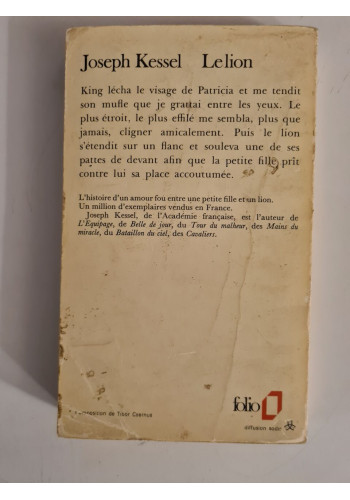 Joseph Kessel Le lion
King lécha le visage de Patricia et me tendit
son mufle que je grattai entre les yeux. Le
plus étroit, le plus effilé me sembla, plus que
jamais, cligner amicalement. Puis le lion
s'étendit sur un flanc et souleva une de ses
pattes de devant afin que la petite fille prît
contre lui sa place accoutumée.
L'histoire d'un amour fou entre une petite fille et un lion.
Un million d'exemplaires vendus en France.
Joseph Kessel, de l'Académie française, est l'auteur de
L'Équipage, de Belle de jour, du Tour du malheur, des Mains du
miracle, du Bataillon du ciel, des Cavaliers.
de Tibor Csernus
folio
diffusion sodis